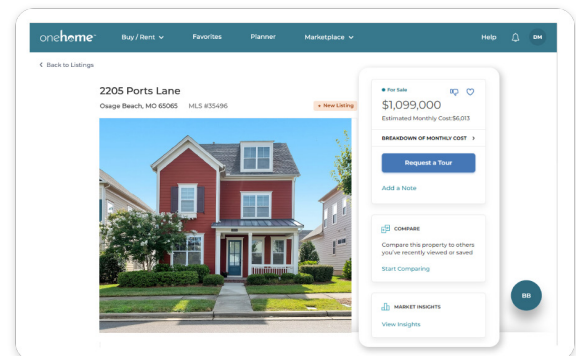 onehome
Buy / Rent
Favorites
Planner
Marketplace
Help
DM
Back to Listings
2205 Ports Lane
Osage Beach, MO 65065 MLS #35496
New Listing
For Sale
$1,099,000
Estimated Monthly Cost:$6,013
BREAKDOWN OF MONTHLY COST
Request a Tour
Add a Note
COMPARE
Compare this property to others
you've recently viewed or saved
Start Comparing
MARKET INSIGHTS
View Insights
BB